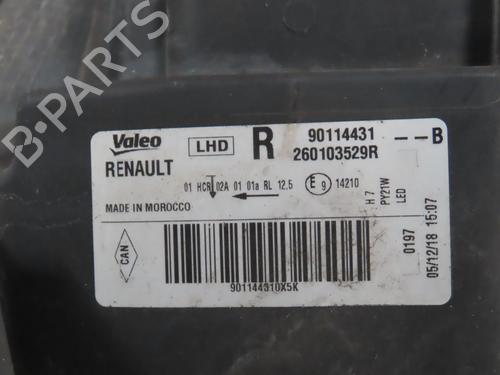 B-PARTS
Valeo LHD R 90114431 --B
RENAULT 260103529R
01 HCR 02A 01 01a RL 12.5 E9 14210
MADE IN MOROCCO
H7
PY21W
LED
CAN
0197
05/12/18 15:07
901144310X5K